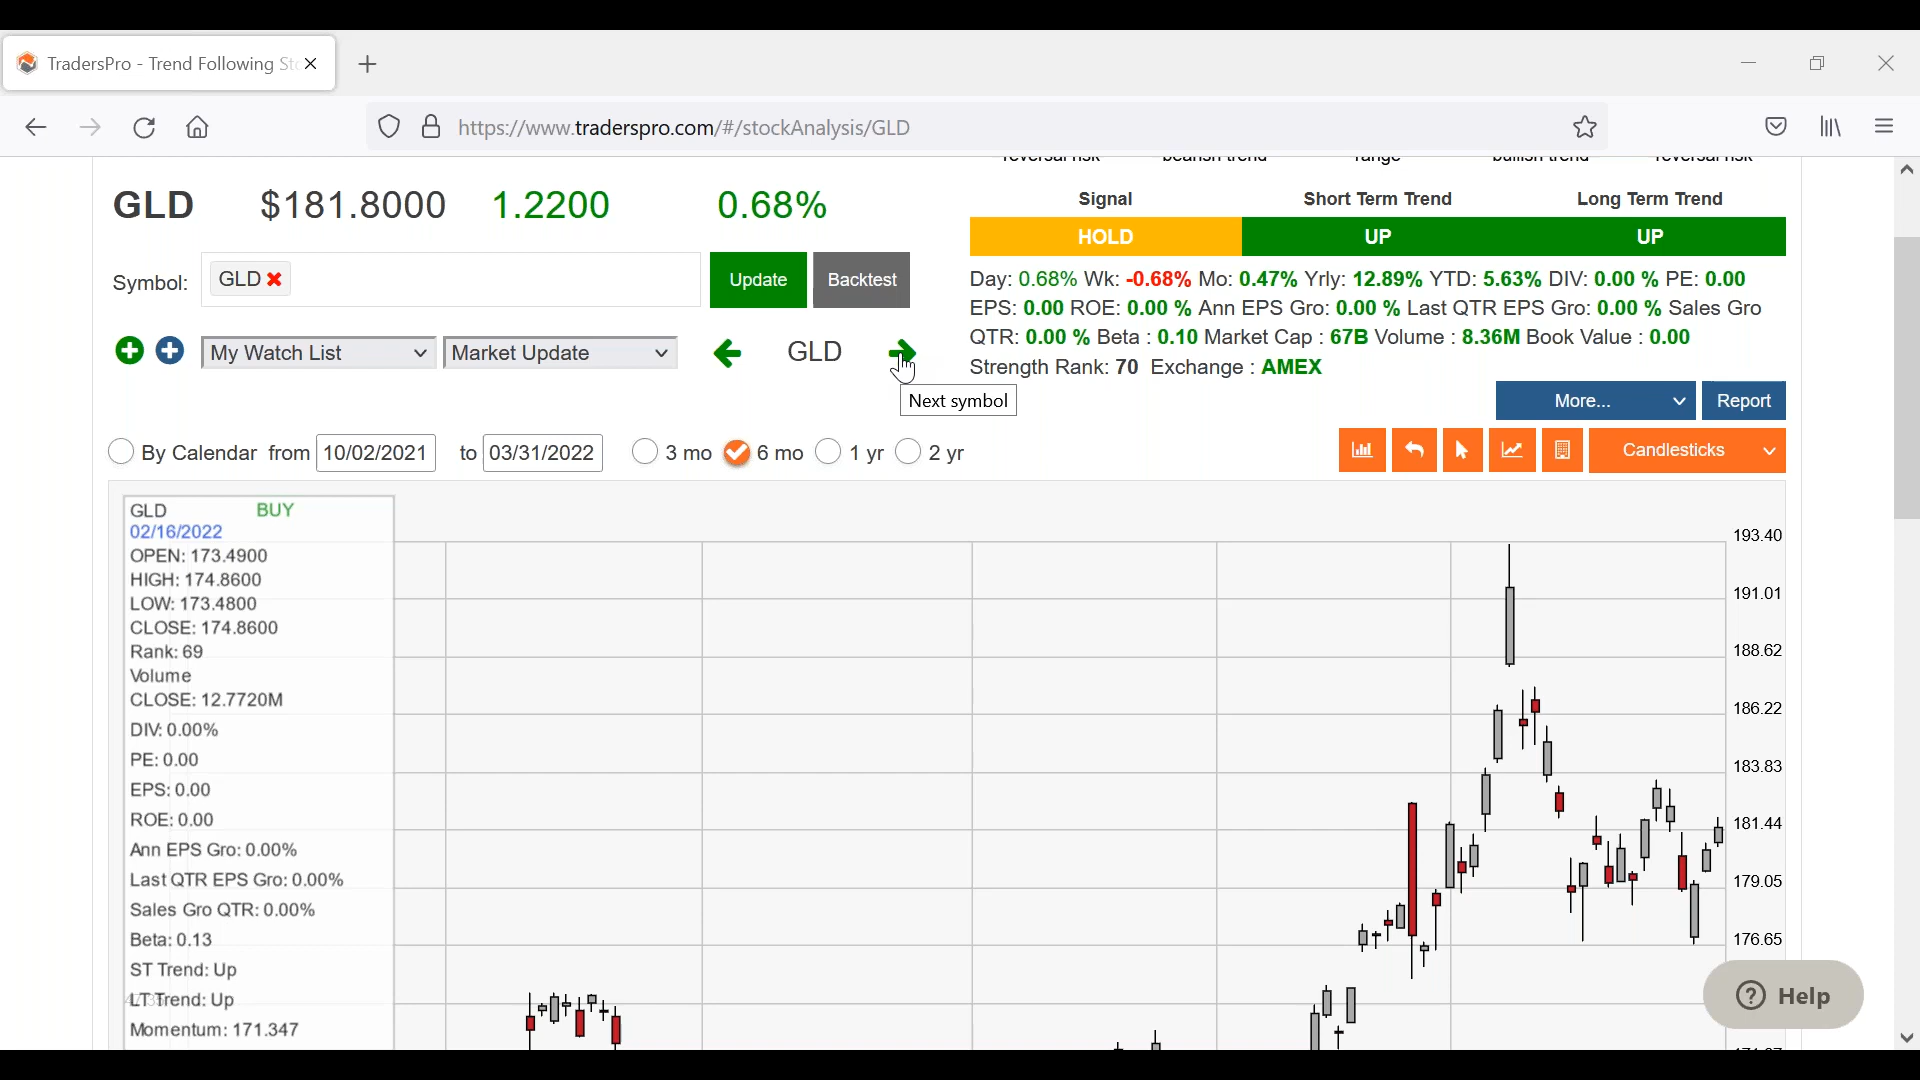 TradersPro - Trend Following St
https://www.traderspro.com/#/stockAnalysis/GLD
reversal risk bearish trend range bullish trend reversal risk
GLD $181.8000 1.2200 0.68%
Signal Short Term Trend Long Term Trend
HOLD UP UP
Symbol: GLD Update Backtest
Day: 0.68% Wk: -0.68% Mo: 0.47% Yrly: 12.89% YTD: 5.63% DIV: 0.00 % PE: 0.00
EPS: 0.00 ROE: 0.00 % Ann EPS Gro: 0.00 % Last QTR EPS Gro: 0.00 % Sales Gro
QTR: 0.00 % Beta : 0.10 Market Cap : 67B Volume : 8.36M Book Value : 0.00
Strength Rank: 70 Exchange : AMEX
My Watch List Market Update GLD
Next symbol
More... Report
By Calendar from 10/02/2021 to 03/31/2022 3 mo 6 mo 1 yr 2 yr
Candlesticks
GLD BUY
02/16/2022
OPEN: 173.4900
HIGH: 174.8600
LOW: 173.4800
CLOSE: 174.8600
Rank: 69
Volume
CLOSE: 12.7720M
DIV: 0.00%
PE: 0.00
EPS: 0.00
ROE: 0.00
Ann EPS Gro: 0.00%
Last QTR EPS Gro: 0.00%
Sales Gro QTR: 0.00%
Beta: 0.13
ST Trend: Up
LT Trend: Up
Momentum: 171.347
193.40
191.01
188.62
186.22
183.83
181.44
179.05
176.65
Help